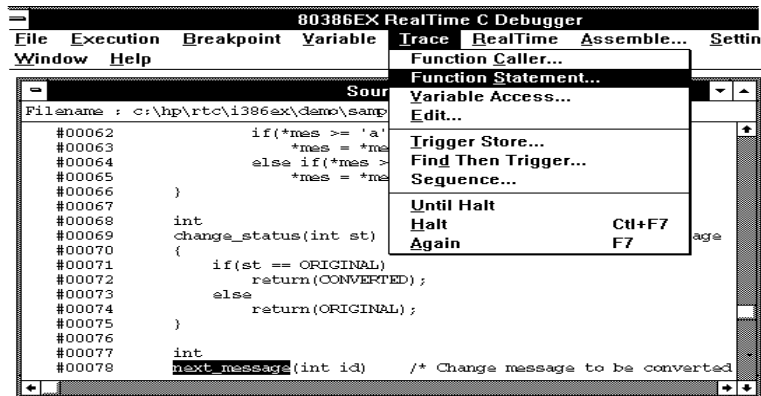 80386EX RealTime C Debugger
File Execution Breakpoint Variable Trace RealTime Assemble... Settin
Window Help
Function Caller...
Function Statement...
Variable Access...
Edit...
Trigger Store...
Find Then Trigger...
Sequence...
Until Halt
Halt Ctl+F7
Again F7
Sour
Filename : c:\hp\rtc\i386ex\demo\samp
#00062 if(*mes >= 'a'
#00063 *mes = *me
#00064 else if(*mes >
#00065 *mes = *me
#00066 }
#00067
#00068 int
#00069 change_status(int st) age
#00070 {
#00071 if(st == ORIGINAL)
#00072 return(CONVERTED);
#00073 else
#00074 return(ORIGINAL);
#00075 }
#00076
#00077 int
#00078 next_message(int id) /* Change message to be converted